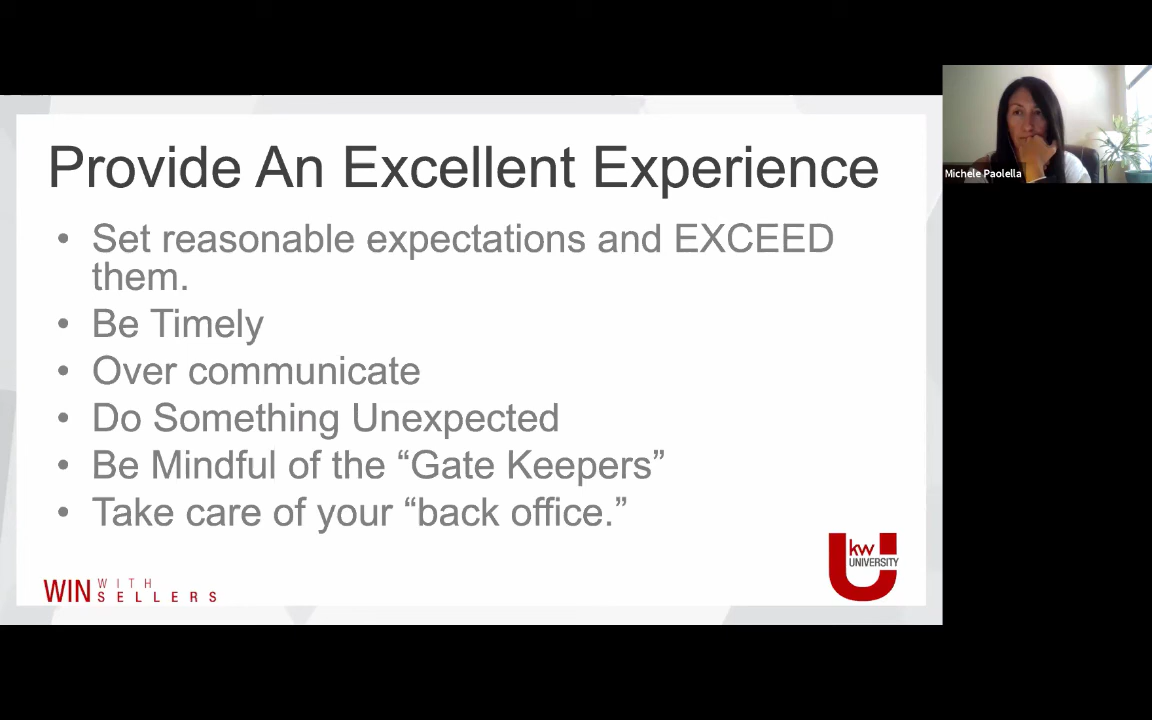 Provide An Excellent Experience
• Set reasonable expectations and EXCEED
them.
• Be Timely
• Over communicate
• Do Something Unexpected
• Be Mindful of the “Gate Keepers”
• Take care of your “back office.”
WIN WITH
SELLERS
kw
UNIVERSITY
Michele Paolella